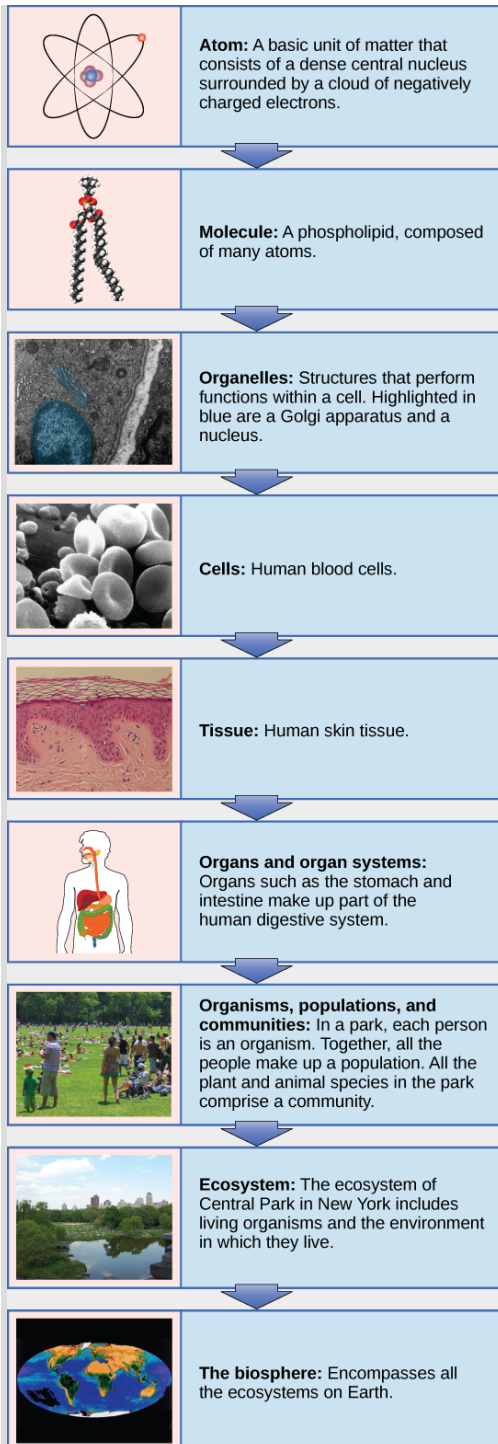 Atom: A basic unit of matter that
consists of a dense central nucleus
surrounded by a cloud of negatively
charged electrons.
Molecule: A phospholipid, composed
of many atoms.
Organelles: Structures that perform
functions within a cell. Highlighted in
blue are a Golgi apparatus and a
nucleus.
Cells: Human blood cells.
Tissue: Human skin tissue.
Organs and organ systems:
Organs such as the stomach and
intestine make up part of the
human digestive system.
Organisms, populations, and
communities: In a park, each person
is an organism. Together, all the
people make up a population. All the
plant and animal species in the park
comprise a community.
Ecosystem: The ecosystem of
Central Park in New York includes
living organisms and the environment
in which they live.
The biosphere: Encompasses all
the ecosystems on Earth.